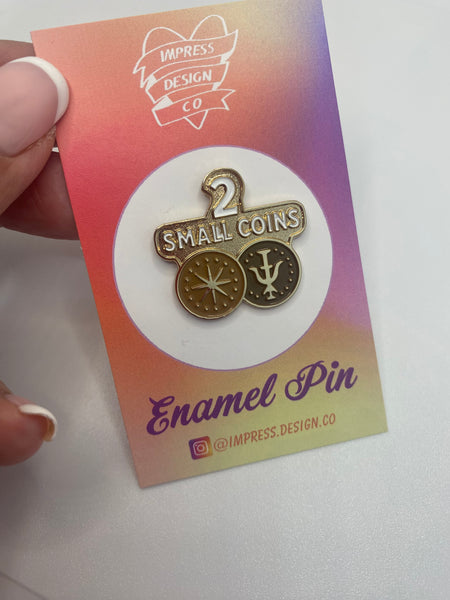 IMPRESS
DESIGN
CO
2
SMALL COINS
Enamel Pin
@IMPRESS.DESIGN.CO